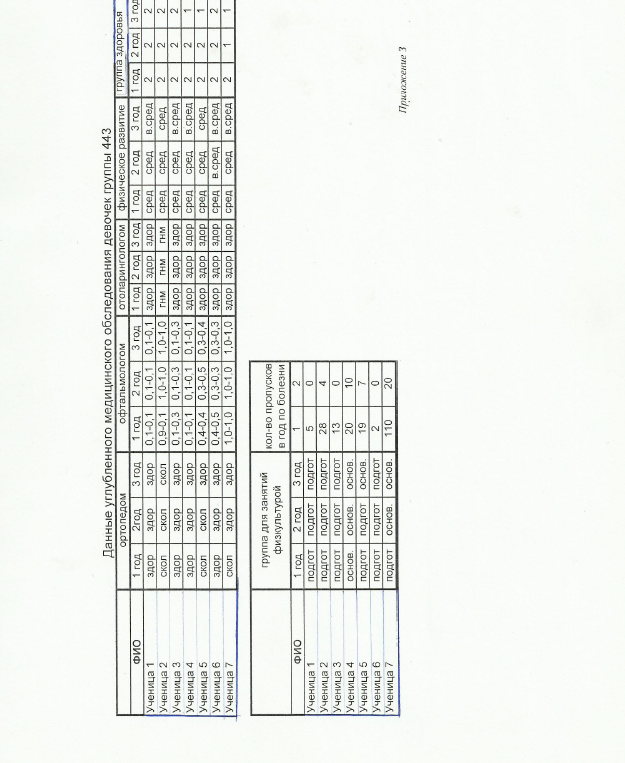 Данные углубленного медицинского обследования девочек группы 443
ортопедом офтальмологом отоларингологом физическое развитие группа здоровья
ФИО 1 год 2год 3 год 1 год 2 год 3 год 1 год 2 год 3 год 1 год 2 год 3 год 1 год 2 год 3 год
Ученица 1 здор здор здор 0,1-0,1 0,1-0,1 0,1-0,1 здор здор здор сред сред в.сред 2 2 2
Ученица 2 скол скол скол 0,9-0,1 1,0-1,0 1,0-1,0 гнм гнм гнм сред сред сред 2 2 2
Ученица 3 здор здор здор 0,1-0,3 0,1-0,3 0,1-0,3 здор здор здор сред сред в.сред 2 2 2
Ученица 4 здор здор здор 0,1-0,1 0,1-0,1 0,1-0,1 здор здор здор сред сред в.сред 2 2 1
Ученица 5 скол скол здор 0,4-0,4 0,3-0,5 0,3-0,4 здор здор здор сред сред сред 2 2 1
Ученица 6 здор здор здор 0,4-0,5 0,3-0,3 0,3-0,3 здор здор здор сред в.сред в.сред 2 2 2
Ученица 7 скол здор здор 1,0-1,0 1,0-1,0 1,0-1,0 здор здор здор сред сред в.сред 2 1 1
группа для занятий кол-во пропусков
физкультурой в год по болезни
ФИО 1 год 2 год 3 год 1 2
Ученица 1 подгот подгот подгот 5 0
Ученица 2 подгот подгот подгот 28 4
Ученица 3 подгот подгот подгот 13 0
Ученица 4 основ. основ. основ. 20 10
Ученица 5 подгот основ. основ. 19 7
Ученица 6 подгот подгот подгот 2 0
Ученица 7 подгот основ. основ. 110 20
Приложение 3